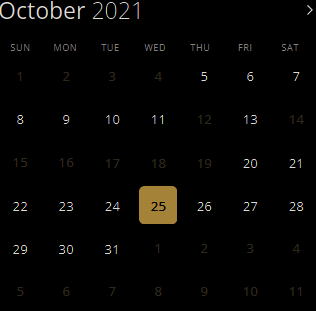 October 2021
SUN MON TUE WED THU FRI SAT
1 2 3 4 5 6 7
8 9 10 11 12 13 14
15 16 17 18 19 20 21
22 23 24 25 26 27 28
29 30 31 1 2 3 4
5 6 7 8 9 10 11